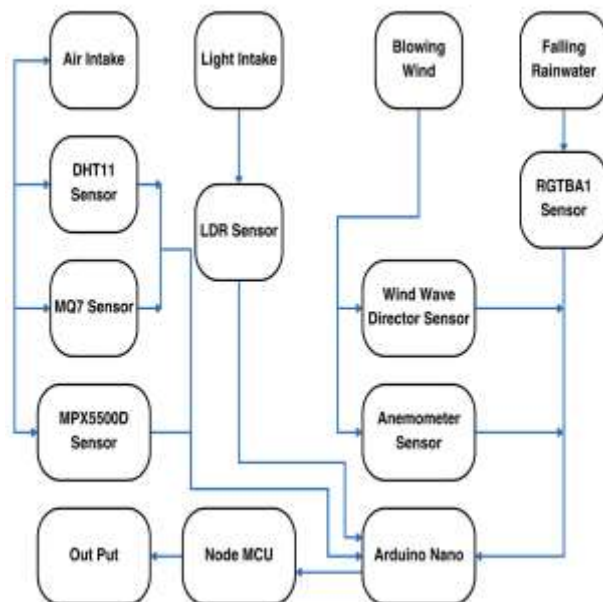 Air Intake
Light Intake
Blowing
Wind
Falling
Rainwater
DHT11
Sensor
LDR Sensor
RGTBA1
Sensor
MQ7 Sensor
Wind Wave
Director Sensor
MPX5500D
Sensor
Anemometer
Sensor
Out Put
Node MCU
Arduino Nano